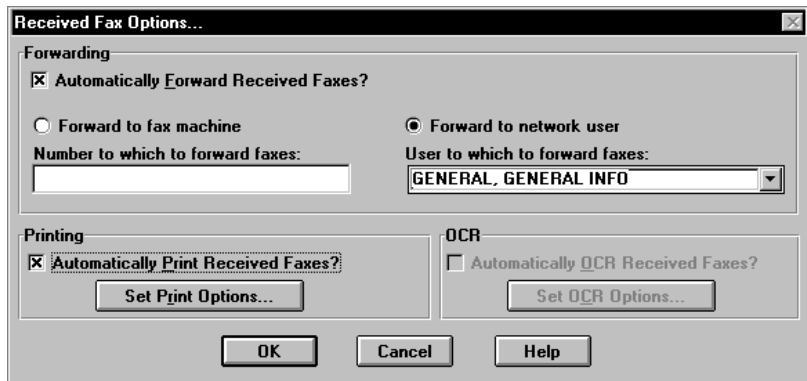 Received Fax Options...
Forwarding
Automatically Forward Received Faxes?
Forward to fax machine
Forward to network user
Number to which to forward faxes:
User to which to forward faxes:
GENERAL, GENERAL INFO
Printing
Automatically Print Received Faxes?
Set Print Options...
OCR
Automatically OCR Received Faxes?
Set OCR Options...
OK
Cancel
Help